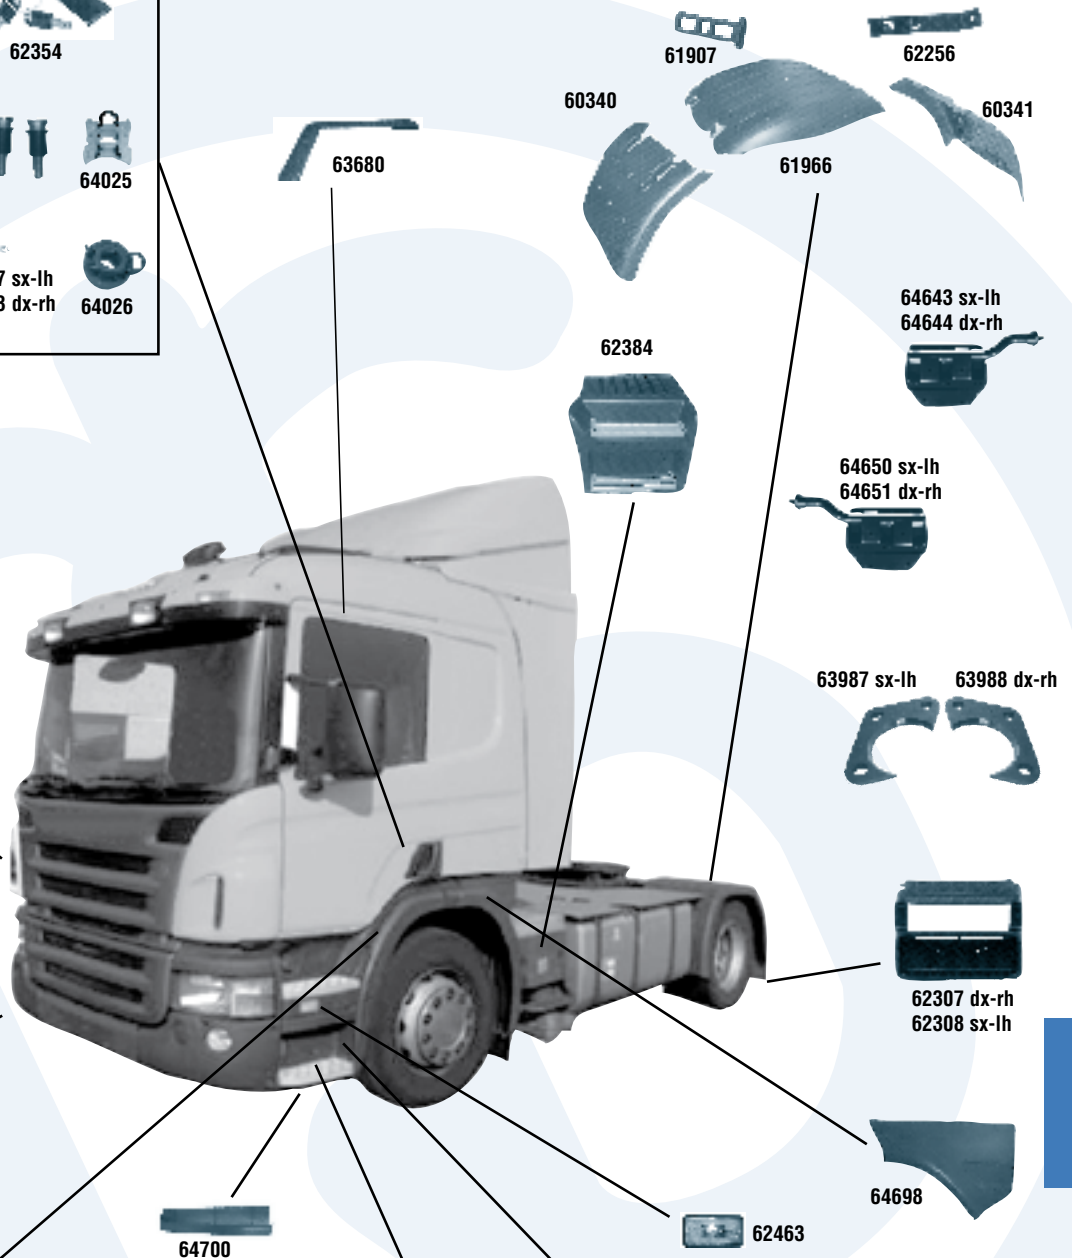 62354
61907
62256
60340
60341
63680
61966
64025
7 sx-lh
3 dx-rh
64026
64643 sx-lh
64644 dx-rh
62384
64650 sx-lh
64651 dx-rh
63987 sx-lh
63988 dx-rh
62307 dx-rh
62308 sx-lh
64698
62463
64700